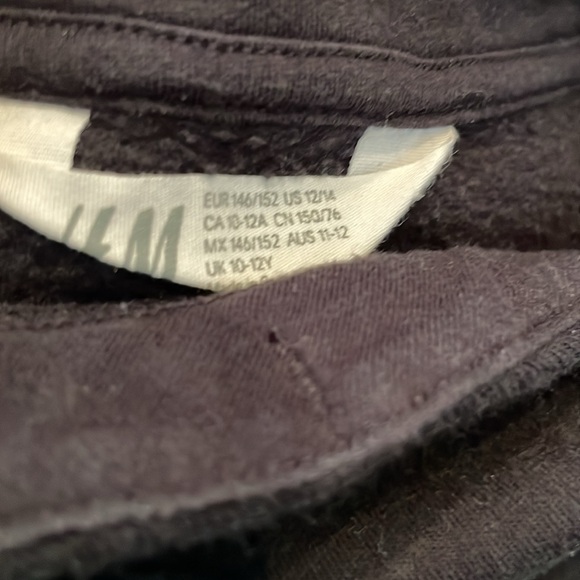 H&M
EUR 146/152 US 12/14
CA 10-12A CN 150/76
MX 146/152 AUS 11-12
UK 10-12Y